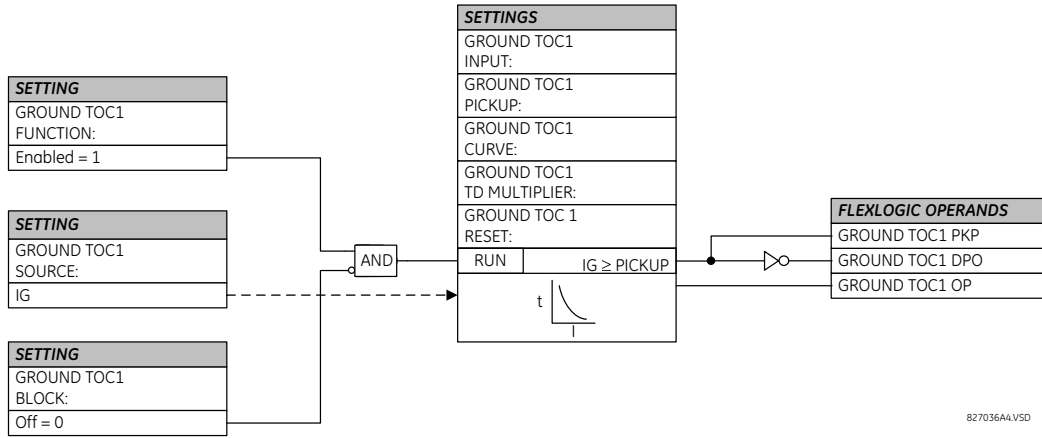 SETTING
GROUND TOC1
FUNCTION:
Enabled = 1
SETTING
GROUND TOC1
SOURCE:
IG
SETTING
GROUND TOC1
BLOCK:
Off = 0
AND
SETTINGS
GROUND TOC1
INPUT:
GROUND TOC1
PICKUP:
GROUND TOC1
CURVE:
GROUND TOC1
TD MULTIPLIER:
GROUND TOC 1
RESET:
RUN IG ≥ PICKUP
t
I
FLEXLOGIC OPERANDS
GROUND TOC1 PKP
GROUND TOC1 DPO
GROUND TOC1 OP
827036A4.VSD